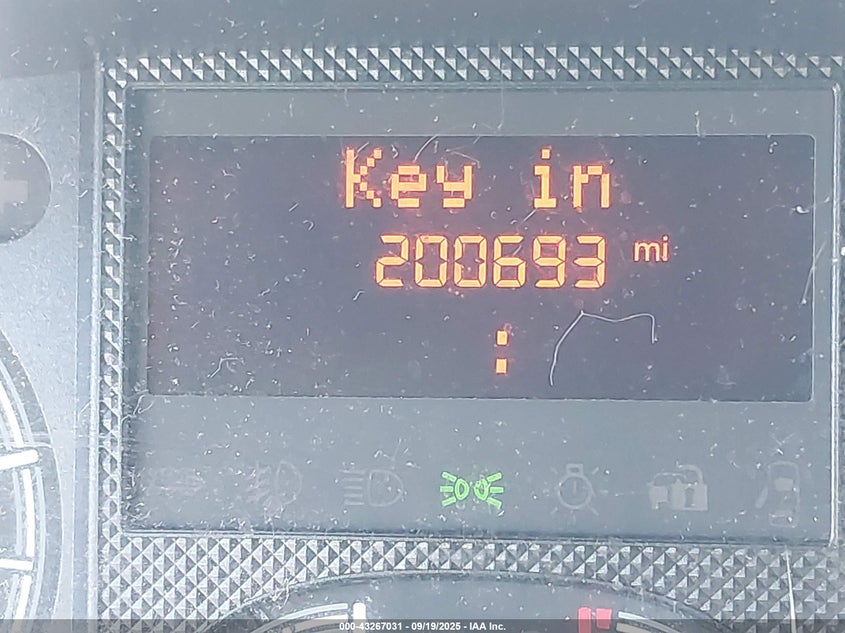 Key in
200693 mi
:
000-43267031 - 09/19/2025 - IAA Inc.